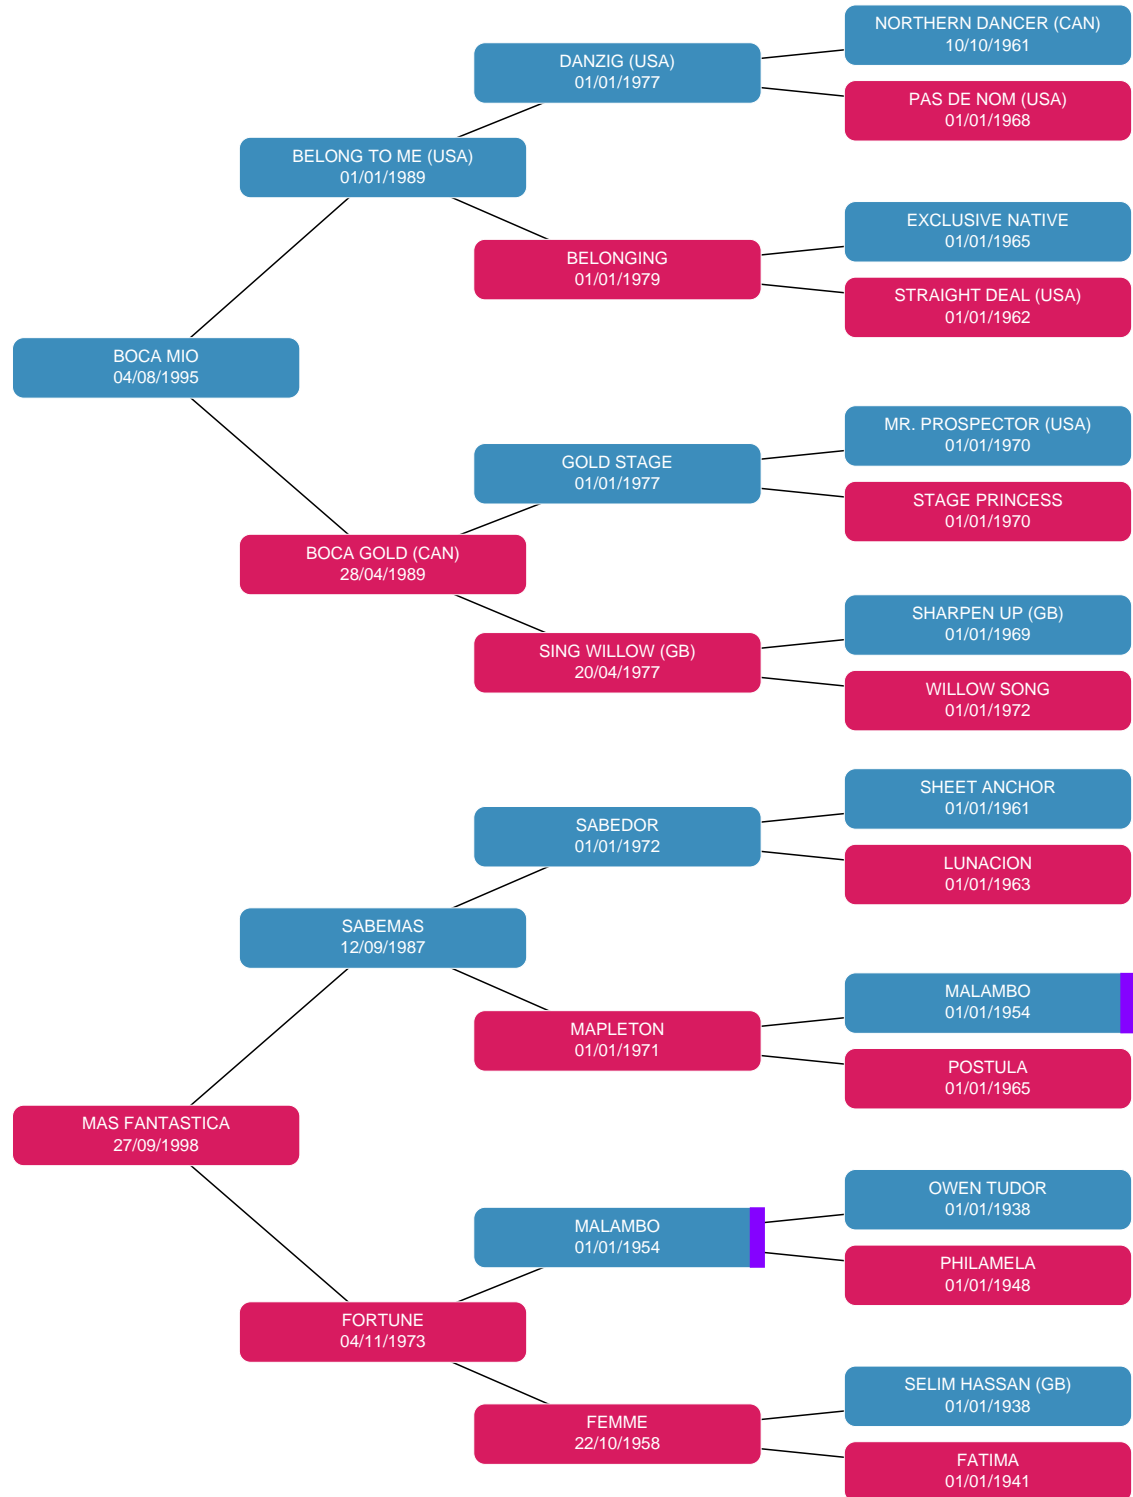 NORTHERN DANCER (CAN)
10/10/1961
DANZIG (USA)
01/01/1977
PAS DE NOM (USA)
01/01/1968
BELONG TO ME (USA)
01/01/1989
EXCLUSIVE NATIVE
01/01/1965
BELONGING
01/01/1979
STRAIGHT DEAL (USA)
01/01/1962
BOCA MIO
04/08/1995
MR. PROSPECTOR (USA)
01/01/1970
GOLD STAGE
01/01/1977
STAGE PRINCESS
01/01/1970
BOCA GOLD (CAN)
28/04/1989
SHARPEN UP (GB)
01/01/1969
SING WILLOW (GB)
20/04/1977
WILLOW SONG
01/01/1972
SHEET ANCHOR
01/01/1961
SABEDOR
01/01/1972
LUNACION
01/01/1963
SABEMAS
12/09/1987
MALAMBO
01/01/1954
MAPLETON
01/01/1971
POSTULA
01/01/1965
MAS FANTASTICA
27/09/1998
OWEN TUDOR
01/01/1938
MALAMBO
01/01/1954
PHILAMELA
01/01/1948
FORTUNE
04/11/1973
SELIM HASSAN (GB)
01/01/1938
FEMME
22/10/1958
FATIMA
01/01/1941